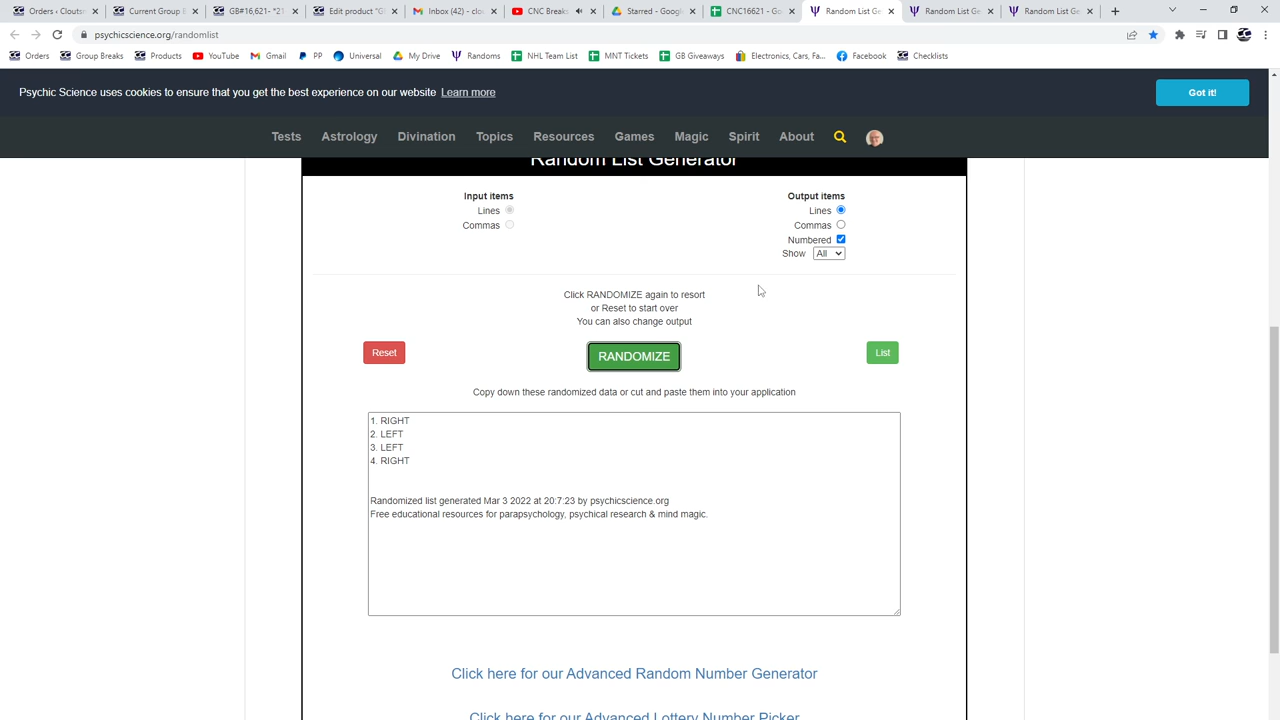 Orders ‹ Cloutsn
Current Group B
GB#16,621- *21
Edit product "G
Inbox (42) - cloc
CNC Breaks
Starred - Google
CNC16621 - Goo
Random List Ge
Random List Gen
Random List Gen
psychicscience.org/randomlist
Orders
Group Breaks
Products
YouTube
Gmail
PP
Universal
My Drive
Randoms
NHL Team List
MNT Tickets
GB Giveaways
Electronics, Cars, Fa...
Facebook
Checklists
Psychic Science uses cookies to ensure that you get the best experience on our website Learn more
Got it!
Tests Astrology Divination Topics Resources Games Magic Spirit About
Random List Generator
Input items
Lines
Commas
Output items
Lines
Commas
Numbered
Show All
Click RANDOMIZE again to resort
or Reset to start over
You can also change output
Reset
RANDOMIZE
List
Copy down these randomized data or cut and paste them into your application
1. RIGHT
2. LEFT
3. LEFT
4. RIGHT
Randomized list generated Mar 3 2022 at 20:7:23 by psychicscience.org
Free educational resources for parapsychology, psychical research & mind magic.
Click here for our Advanced Random Number Generator
Click here for our Advanced Lottery Number Picker